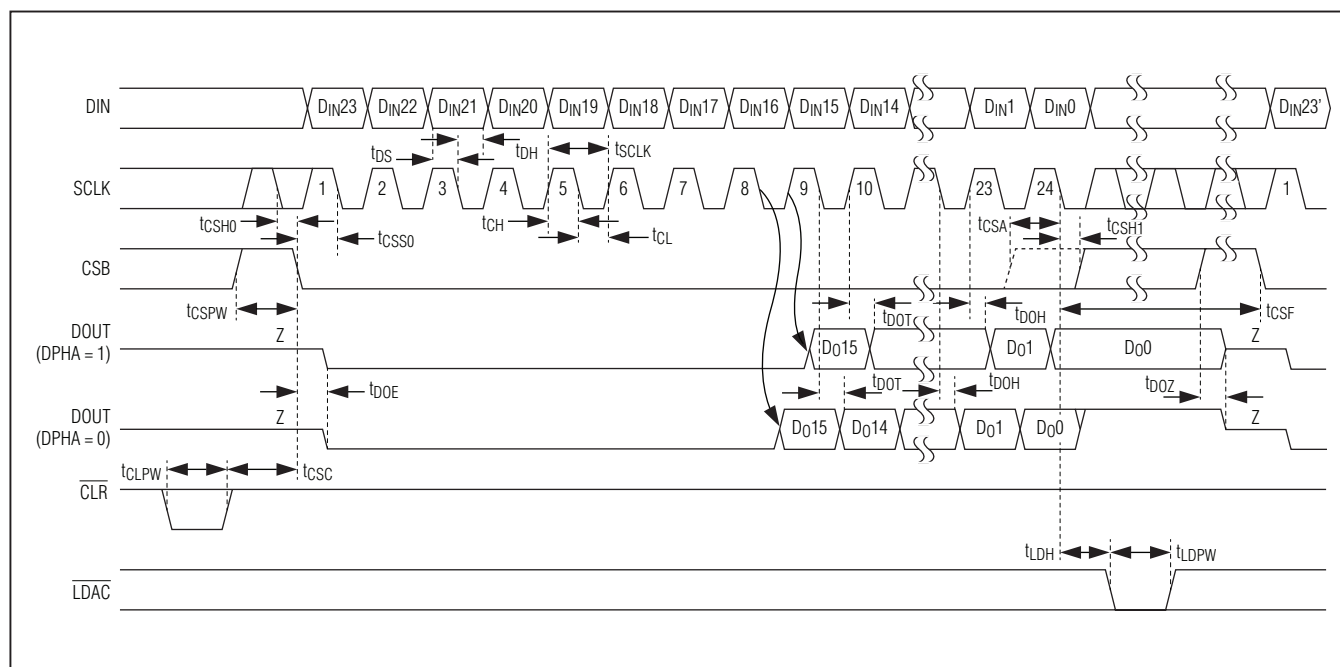 DIN DIN23 DIN22 DIN21 DIN20 DIN19 DIN18 DIN17 DIN16 DIN15 DIN14 DIN1 DIN0 DIN23'
tDS tDH tSCLK
SCLK 1 2 3 4 5 6 7 8 9 10 23 24 1
tCSH0 tCSS0 tCH tCL tCSA tCSH1
CSB
tCSPW tDOT tDOH tCSF
DOUT
(DPHA = 1) Z DO15 DO1 DO0 Z
tDOE tDOT tDOH tDOZ
DOUT
(DPHA = 0) Z DO15 DO14 DO1 DO0 Z
tCLPW tCSC
CLR
tLDH tLDPW
LDAC